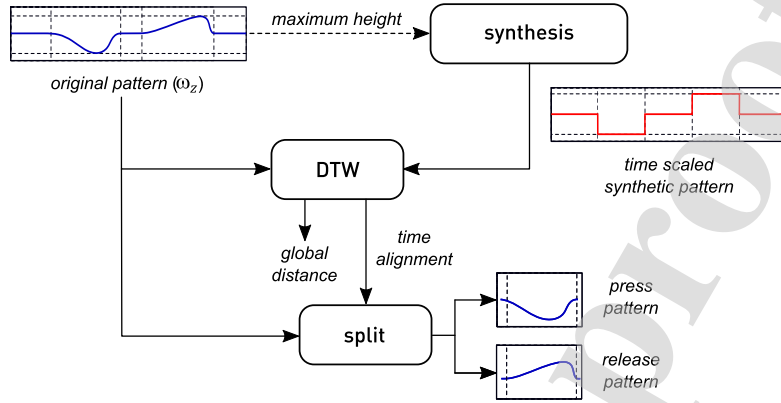 maximum height
synthesis
original pattern (ω_z)
DTW
time scaled
synthetic pattern
global
distance
time
alignment
split
press
pattern
release
pattern
proof